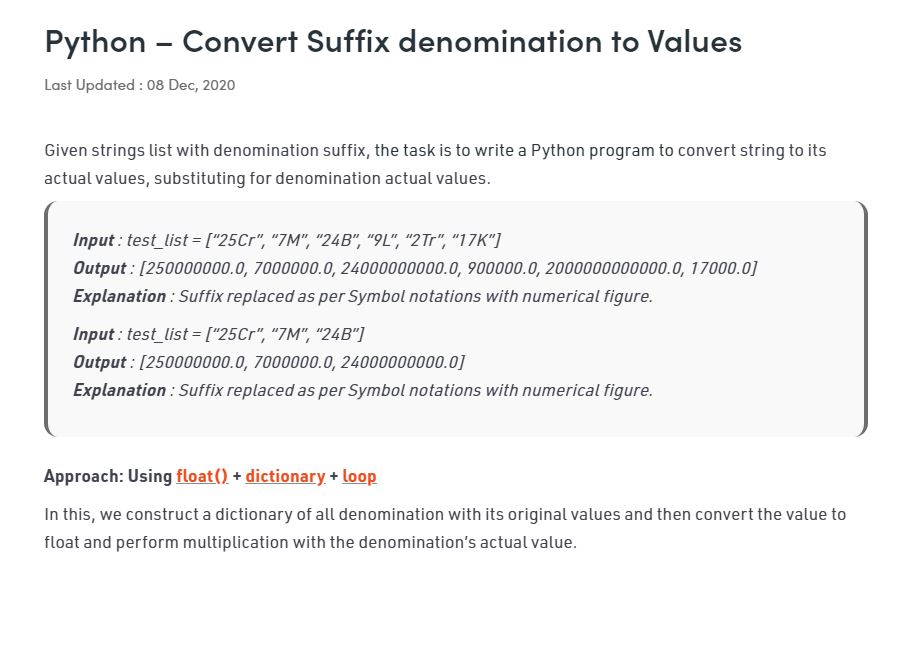 Python – Convert Suffix denomination to Values
Last Updated : 08 Dec, 2020
Given strings list with denomination suffix, the task is to write a Python program to convert string to its
actual values, substituting for denomination actual values.
Input : test_list = [“25Cr”, “7M”, “24B”, “9L”, “2Tr”, “17K”]
Output : [250000000.0, 7000000.0, 24000000000.0, 900000.0, 2000000000000.0, 17000.0]
Explanation : Suffix replaced as per Symbol notations with numerical figure.
Input : test_list = [“25Cr”, “7M”, “24B”]
Output : [250000000.0, 7000000.0, 24000000000.0]
Explanation : Suffix replaced as per Symbol notations with numerical figure.
Approach: Using float() + dictionary + loop
In this, we construct a dictionary of all denomination with its original values and then convert the value to
float and perform multiplication with the denomination’s actual value.